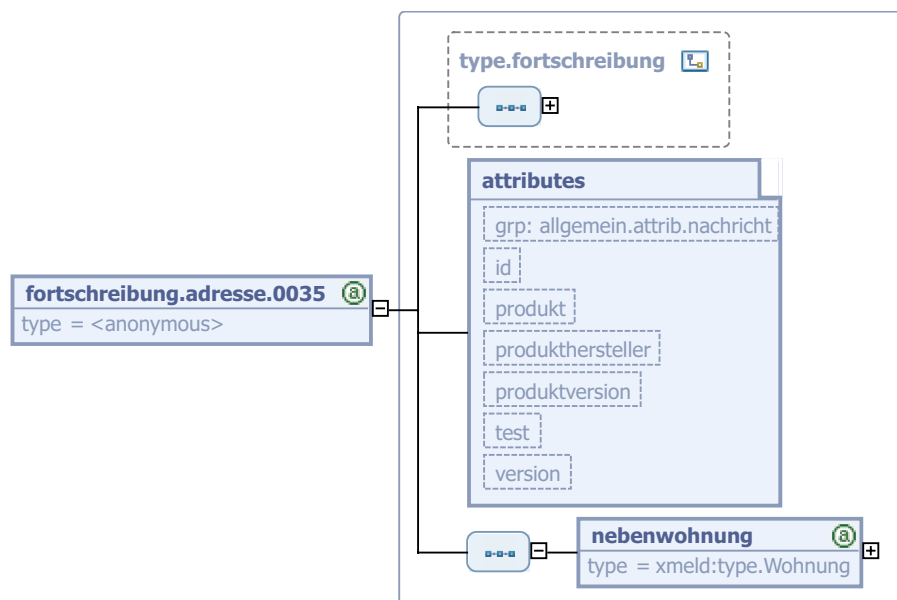 type.fortschreibung
attributes
grp: allgemein.attrib.nachricht
id
produkt
produkthersteller
produktversion
test
version
fortschreibung.adresse.0035 @
type = <anonymous>
nebenwohnung @
type = xmeld:type.Wohnung